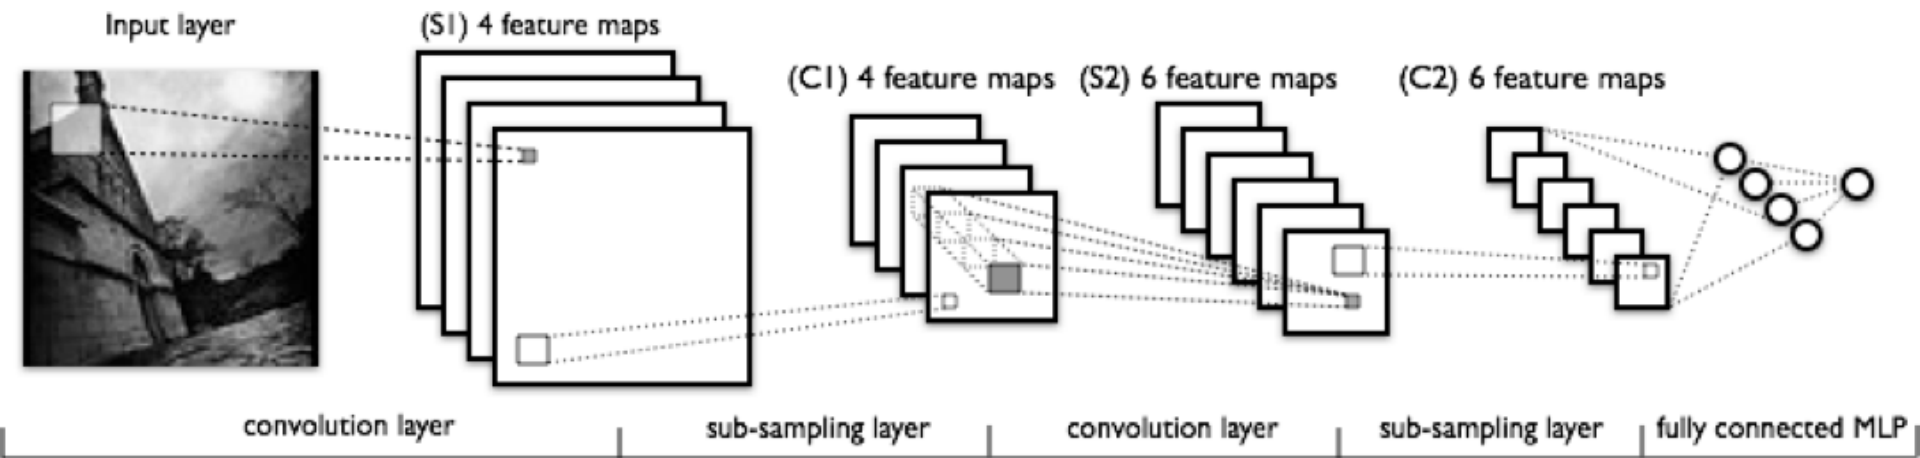 Input layer
(S1) 4 feature maps
(C1) 4 feature maps
(S2) 6 feature maps
(C2) 6 feature maps
convolution layer
sub-sampling layer
convolution layer
sub-sampling layer
fully connected MLP